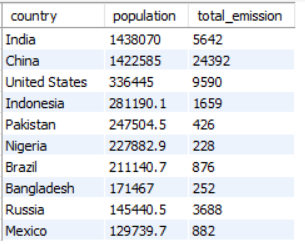 country population total_emission
India 1438070 5642
China 1422585 24392
United States 336445 9590
Indonesia 281190.1 1659
Pakistan 247504.5 426
Nigeria 227882.9 228
Brazil 211140.7 876
Bangladesh 171467 252
Russia 145440.5 3688
Mexico 129739.7 882